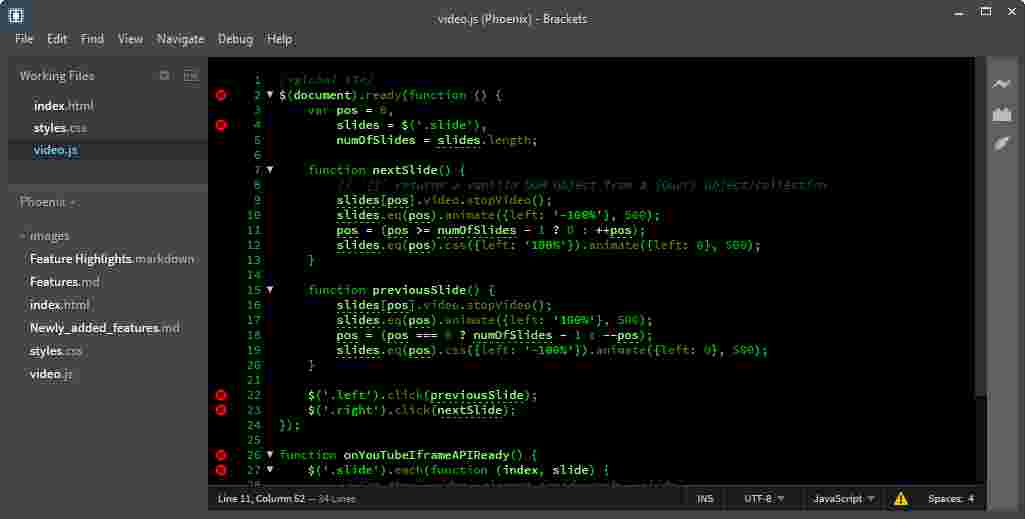 video.js (Phoenix) - Brackets
File Edit Find View Navigate Debug Help
Working Files
index.html
styles.css
video.js
Phoenix
images
Feature Highlights.markdown
Features.md
index.html
Newly_added_features.md
styles.css
video.js
1 /*global $*/
2 $(document).ready(function () {
3 var pos = 0,
4 slides = $('.slide'),
5 numOfSlides = slides.length;
6
7 function nextSlide() {
8 // returns a vanilla DOM object from a jQuery object/collection
9 slides[pos].video.stopVideo();
10 slides.eq(pos).animate({left: '-100%'}, 500);
11 pos = (pos >= numOfSlides - 1 ? 0 : ++pos);
12 slides.eq(pos).css({left: '100%'}).animate({left: 0}, 500);
13 }
14
15 function previousSlide() {
16 slides[pos].video.stopVideo();
17 slides.eq(pos).animate({left: '100%'}, 500);
18 pos = (pos === 0 ? numOfSlides - 1 : --pos);
19 slides.eq(pos).css({left: '-100%'}).animate({left: 0}, 500);
20 }
21
22 $('.left').click(previousSlide);
23 $('.right').click(nextSlide);
24 });
25
26 function onYouTubeIframeAPIReady() {
27 $('.slide').each(function (index, slide) {
Line 11, Column 52 — 34 Lines
INS UTF-8 JavaScript Spaces: 4